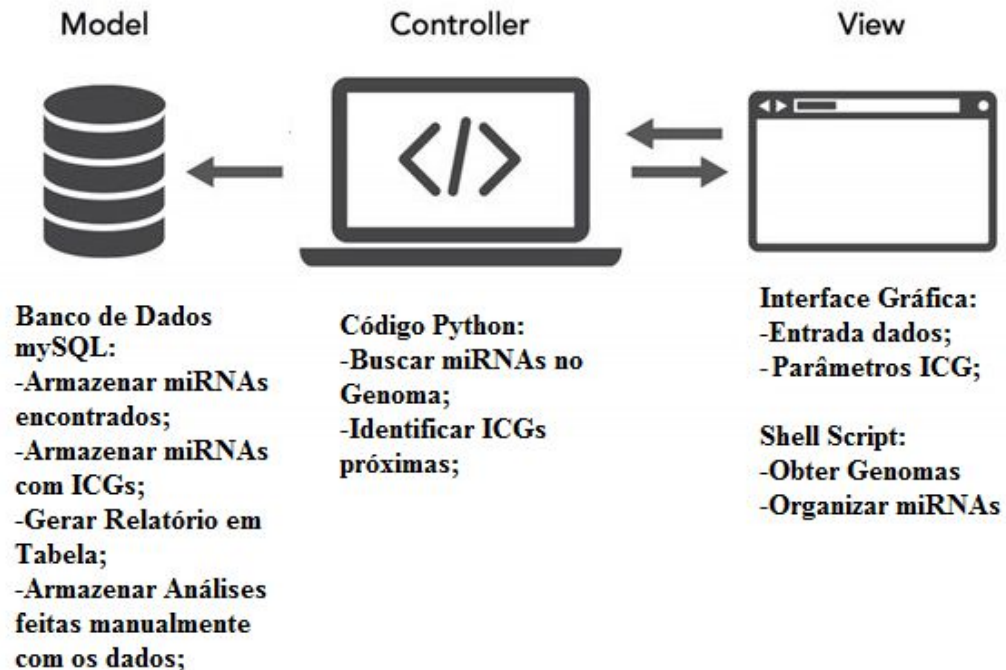 Model
Controller
View
</>
Banco de Dados
mySQL:
-Armazenar miRNAs
encontrados;
-Armazenar miRNAs
com ICGs;
-Gerar Relatório em
Tabela;
-Armazenar Análises
feitas manualmente
com os dados;
Código Python:
-Buscar miRNAs no
Genoma;
-Identificar ICGs
próximas;
Interface Gráfica:
-Entrada dados;
-Parâmetros ICG;
Shell Script:
-Obter Genomas
-Organizar miRNAs